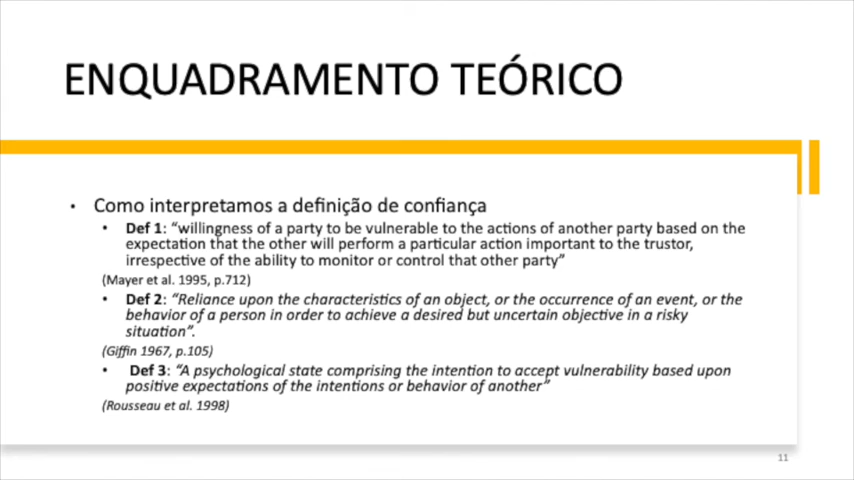 ENQUADRAMENTO TEÓRICO
• Como interpretamos a definição de confiança
• Def 1: “willingness of a party to be vulnerable to the actions of another party based on the
expectation that the other will perform a particular action important to the trustor,
irrespective of the ability to monitor or control that other party”
(Mayer et al. 1995, p.712)
• Def 2: “Reliance upon the characteristics of an object, or the occurrence of an event, or the
behavior of a person in order to achieve a desired but uncertain objective in a risky
situation”.
(Giffin 1967, p.105)
• Def 3: “A psychological state comprising the intention to accept vulnerability based upon
positive expectations of the intentions or behavior of another”
(Rousseau et al. 1998)
11